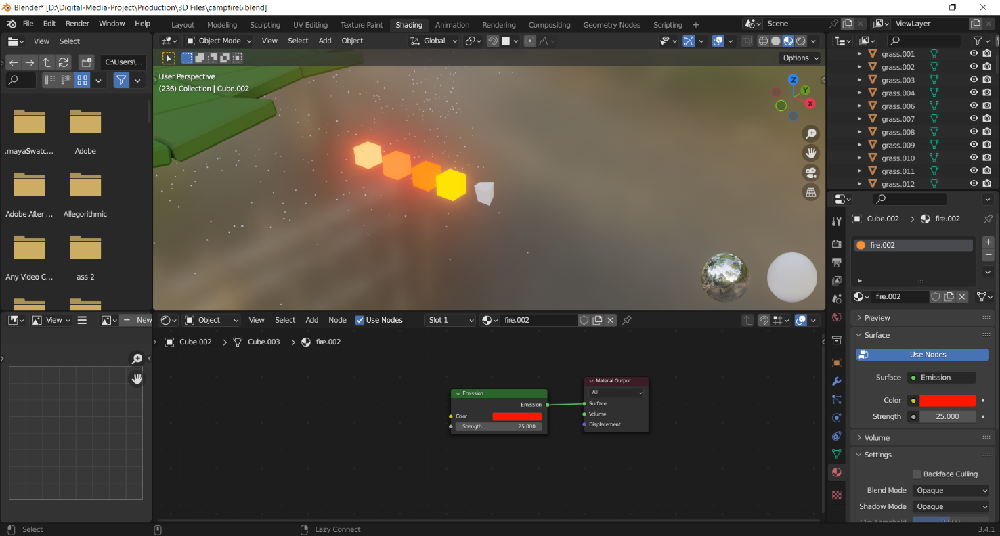 Blender* [D:\Digital-Media-Project\Production\3D Files\campfire6.blend]
File Edit Render Window Help
Layout Modeling Sculpting UV Editing Texture Paint Shading Animation Rendering Compositing Geometry Nodes Scripting +
Scene
ViewLayer
View Select
Object Mode View Select Add Object
Global
C:\Users\...
Options
User Perspective
(236) Collection | Cube.002
Z
Y
X
.mayaSwatc...
Adobe
Adobe After ...
Allegorithmic
Any Video C...
ass 2
grass.001
grass.002
grass.003
grass.004
grass.006
grass.007
grass.008
grass.009
grass.010
grass.011
grass.012
Cube.002 > fire.002
fire.002
fire.002
Preview
Surface
Use Nodes
Surface Emission
Color
Strength 25.000
Volume
Settings
Backface Culling
Blend Mode Opaque
Shadow Mode Opaque
Clip Threshold 0.500
View
+ New
Object View Select Add Node Use Nodes Slot 1 fire.002
Cube.002 > Cube.003 > fire.002
Emission
Emission
Color
Strength 25.000
Material Output
All
Surface
Volume
Displacement
Select
Lazy Connect
3.4.1